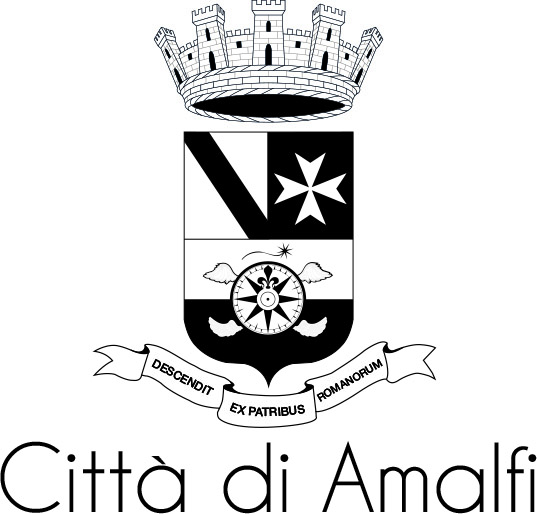 DESCENDIT EX PATRIBUS ROMANORUM
Città di Amalfi